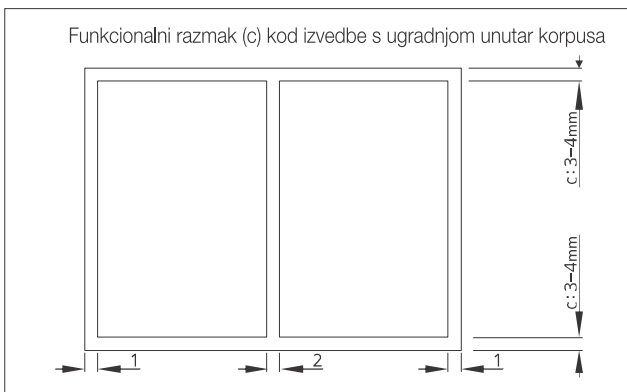 Funkcionalni razmak (c) kod izvedbe s ugradnjom unutar korpusa
c:3–4mm
c:3–4mm
1
2
1